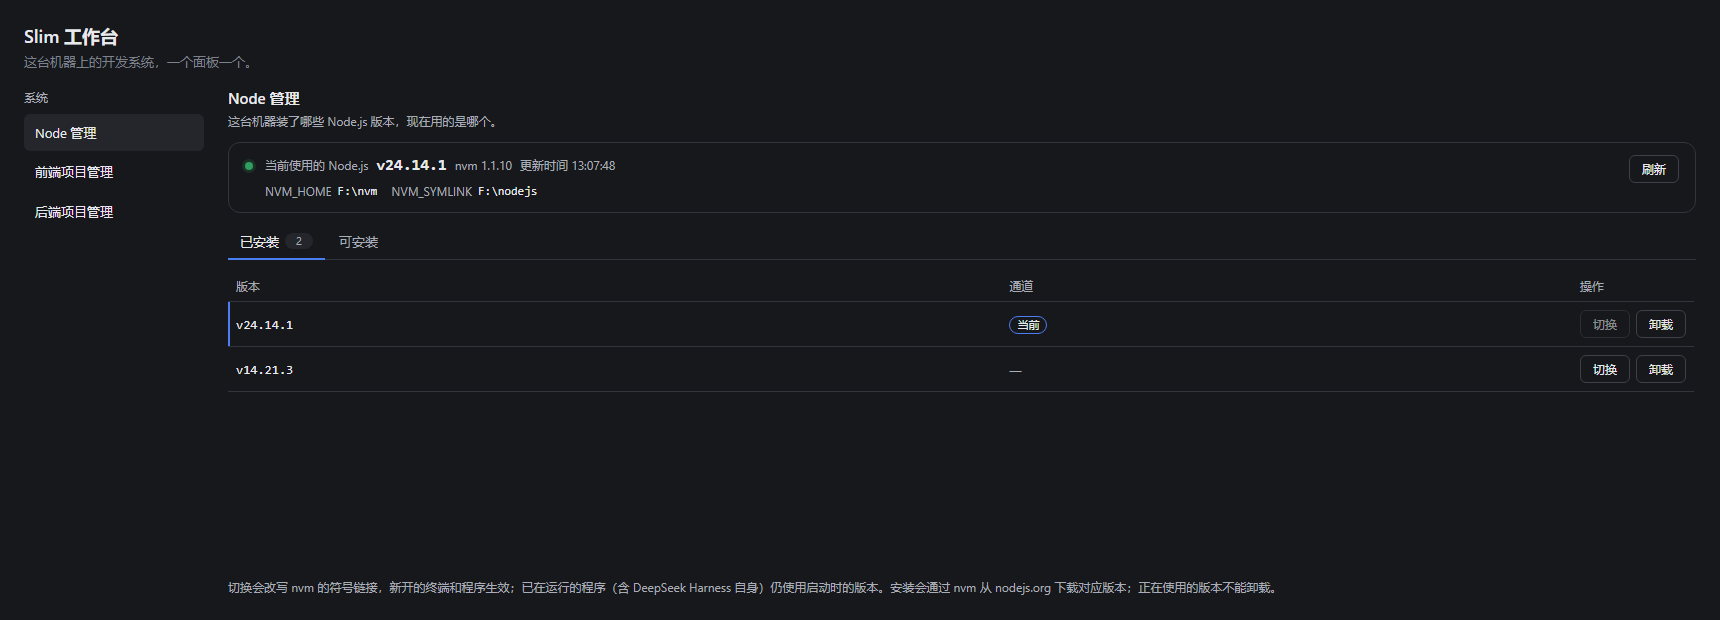 Slim 工作台
这台机器上的开发系统，一个面板一个。
系统
Node 管理
前端项目管理
后端项目管理
Node 管理
这台机器装了哪些 Node.js 版本，现在用的是哪个。
当前使用的 Node.js v24.14.1 nvm 1.1.10 更新时间 13:07:48
NVM_HOME F:\nvm NVM_SYMLINK F:\nodejs
刷新
已安装 2 可安装
版本 通道 操作
v24.14.1 当前 切换 卸载
v14.21.3 — 切换 卸载
切换会改写 nvm 的符号链接，新开的终端和程序生效；已在运行的程序（含 DeepSeek Harness 自身）仍使用启动时的版本。安装会通过 nvm 从 nodejs.org 下载对应版本；正在使用的版本不能卸载。